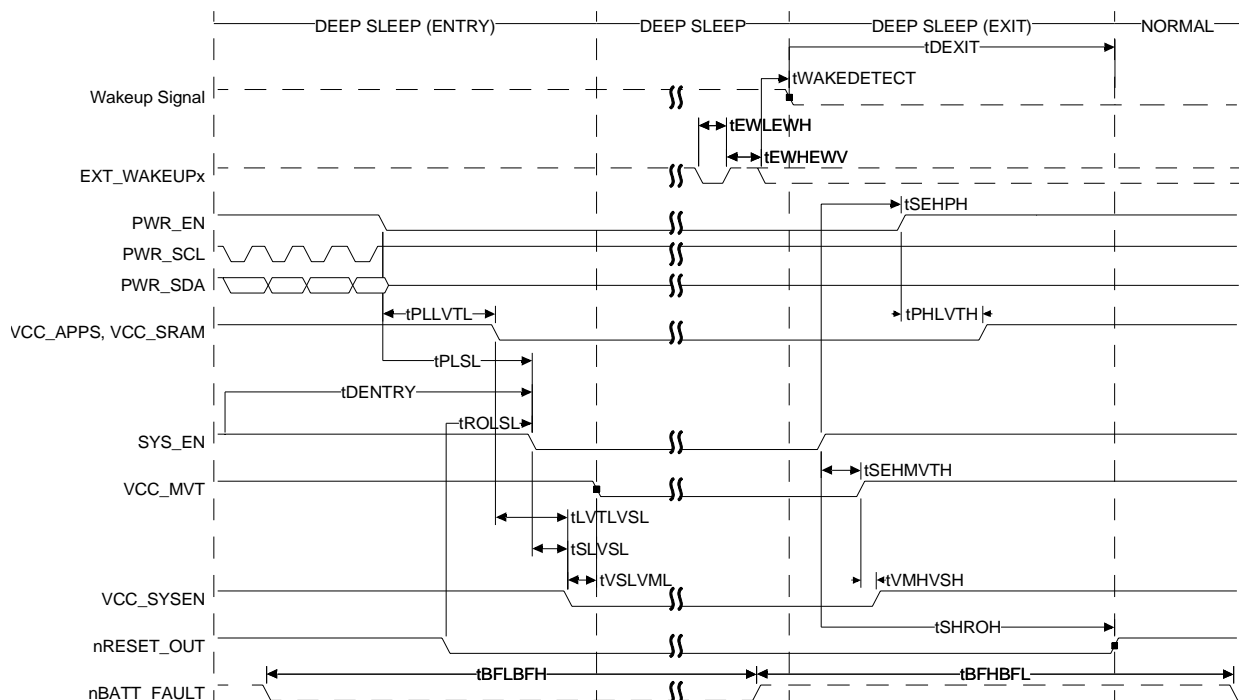 DEEP SLEEP (ENTRY) DEEP SLEEP DEEP SLEEP (EXIT) NORMAL
tDEXIT
tWAKEDETECT
Wakeup Signal
tEWLEWH
tEWHEWV
EXT_WAKEUPx
tSEHPH
PWR_EN
PWR_SCL
PWR_SDA
tPLLVTL tPHLVTH
VCC_APPS, VCC_SRAM
tPLSL
tDENTRY
tROLSL
SYS_EN
tSEHMVTH
VCC_MVT
tLVTLVSL
tSLVSL
tVSLVML tVMHVSH
VCC_SYSEN
tSHROH
nRESET_OUT
tBFLBFH tBFHBFL
nBATT_FAULT